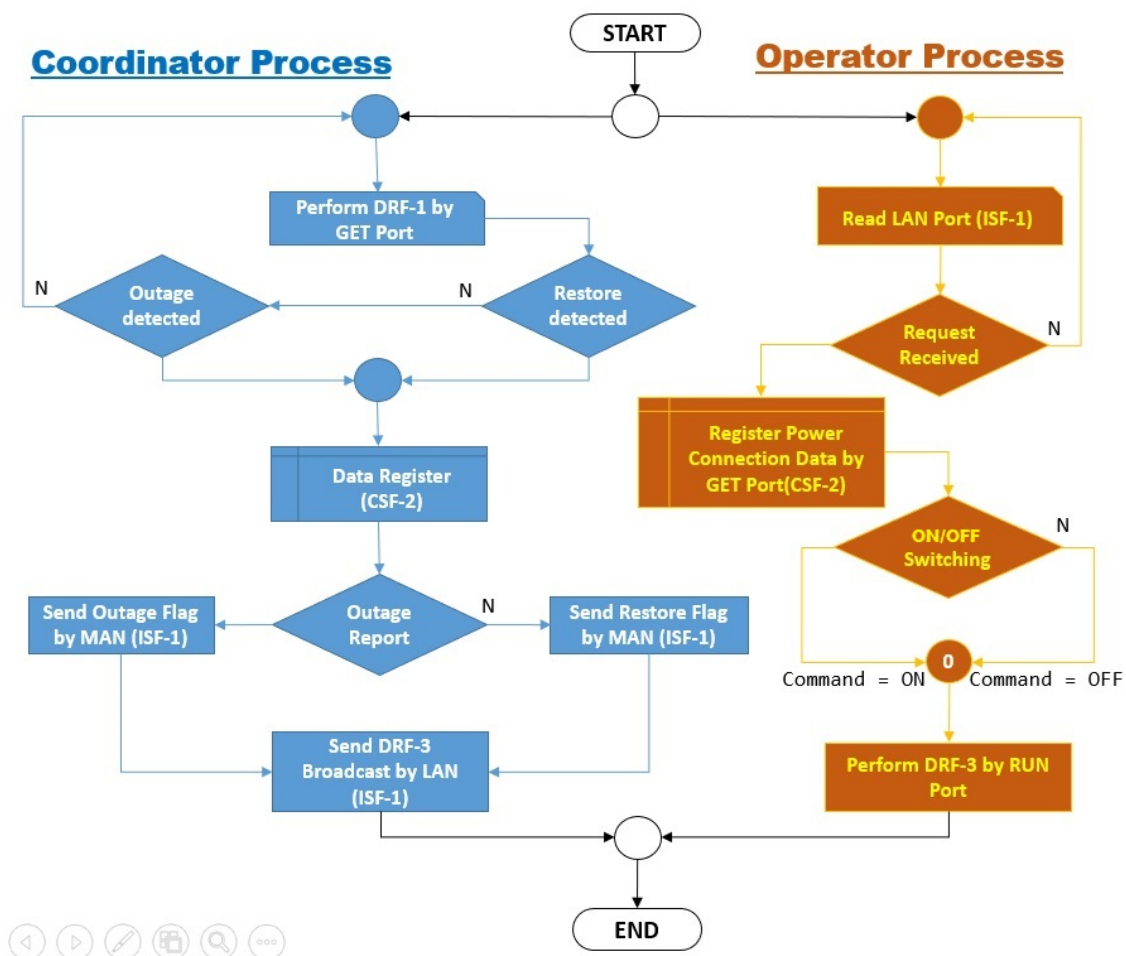 START
Coordinator Process
Operator Process
Perform DRF-1 by
GET Port
Read LAN Port (ISF-1)
N
Outage
detected
N
Restore
detected
Request
Received
N
Register Power
Connection Data by
GET Port(CSF-2)
Data Register
(CSF-2)
ON/OFF
Switching
N
Send Outage Flag
by MAN (ISF-1)
Outage
Report
N
Send Restore Flag
by MAN (ISF-1)
0
Command = ON
Command = OFF
Send DRF-3
Broadcast by LAN
(ISF-1)
Perform DRF-3 by RUN
Port
END